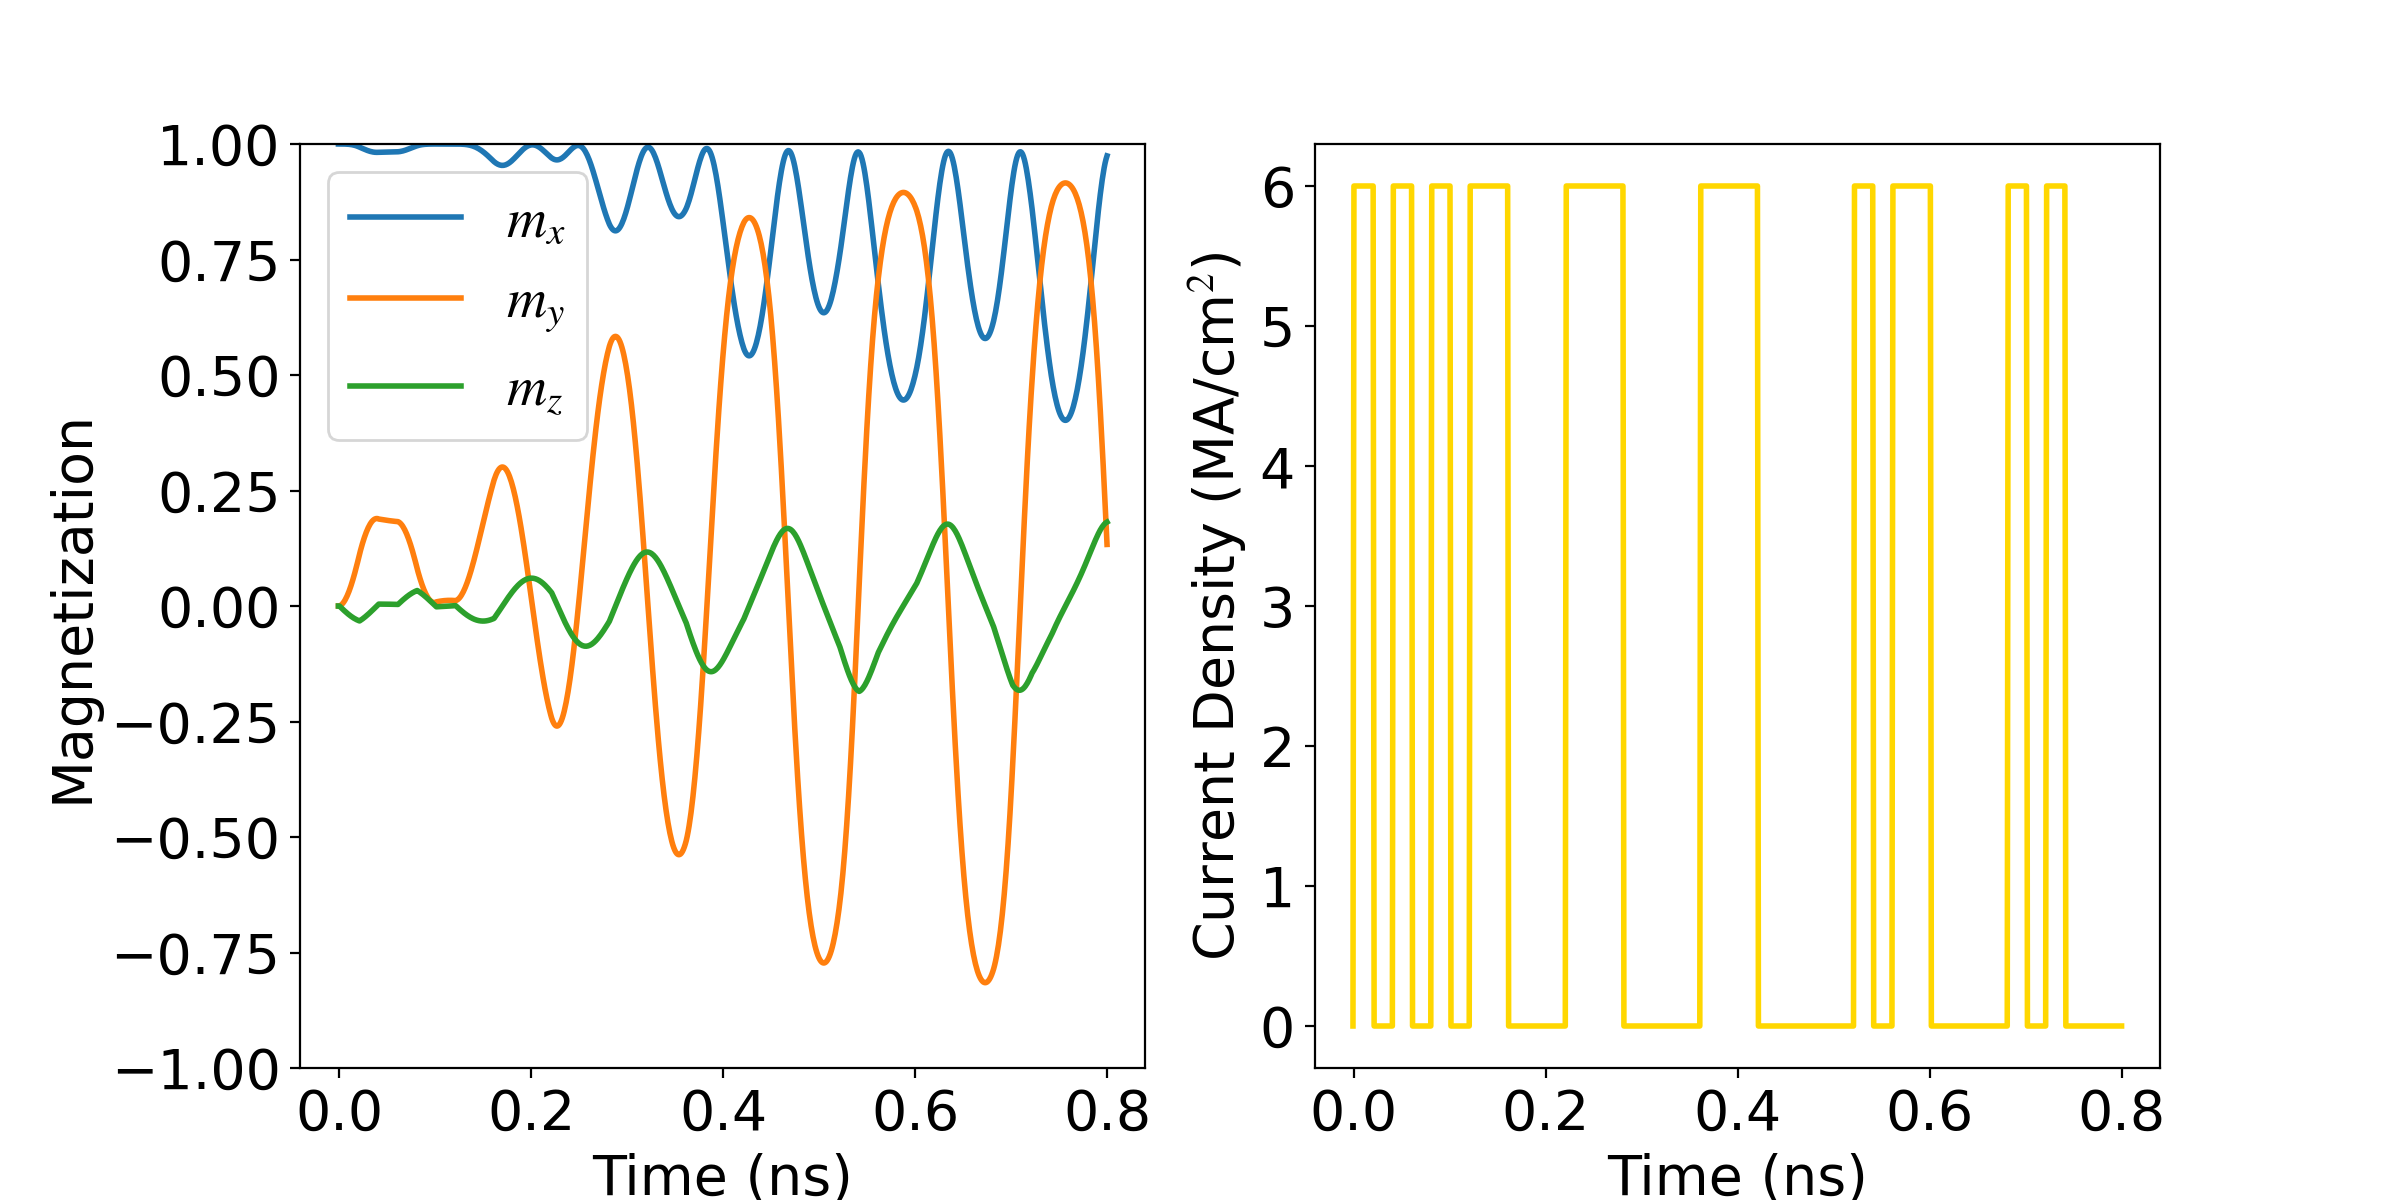 1.00
0.75
0.50
0.25
0.00
−0.25
−0.50
−0.75
−1.00
Magnetization
m_x
m_y
m_z
0.0 0.2 0.4 0.6 0.8
Time (ns)
6
5
4
3
2
1
0
Current Density (MA/cm²)
0.0 0.2 0.4 0.6 0.8
Time (ns)